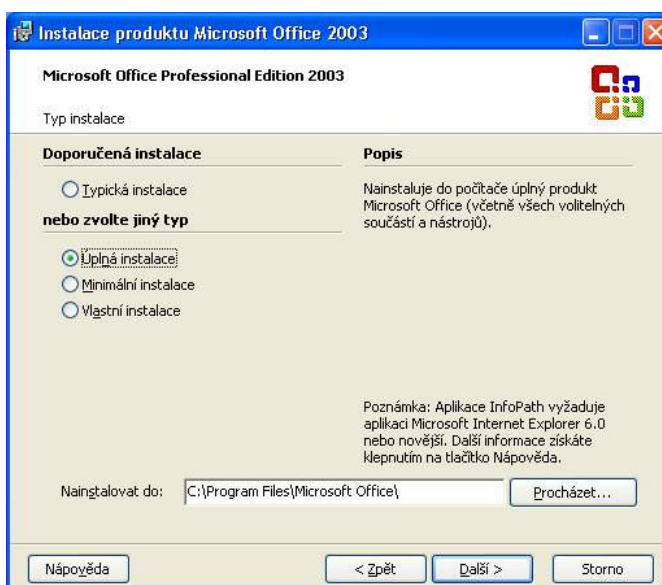 Instalace produktu Microsoft Office 2003
Microsoft Office Professional Edition 2003
Typ instalace
Doporučená instalace
Typická instalace
nebo zvolte jiný typ
Úplná instalace
Minimální instalace
Vlastní instalace
Popis
Nainstaluje do počítače úplný produkt
Microsoft Office (včetně všech volitelných
součástí a nástrojů).
Poznámka: Aplikace InfoPath vyžaduje
aplikaci Microsoft Internet Explorer 6.0
nebo novější. Další informace získáte
klepnutím na tlačítko Nápověda.
Nainstalovat do: C:\Program Files\Microsoft Office\ Procházet...
Nápověda < Zpět Další > Storno